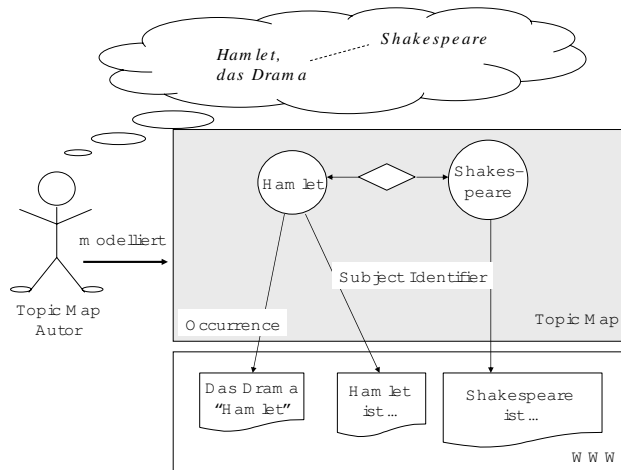 Shakespeare
Hamlet,
das Drama
Hamlet
Shakes-
peare
modelliert
Subject Identifier
Topic Map
Autor
Occurrence
Topic Map
Das Drama
“Hamlet”
Hamlet
ist...
Shakespeare
ist...
WWW